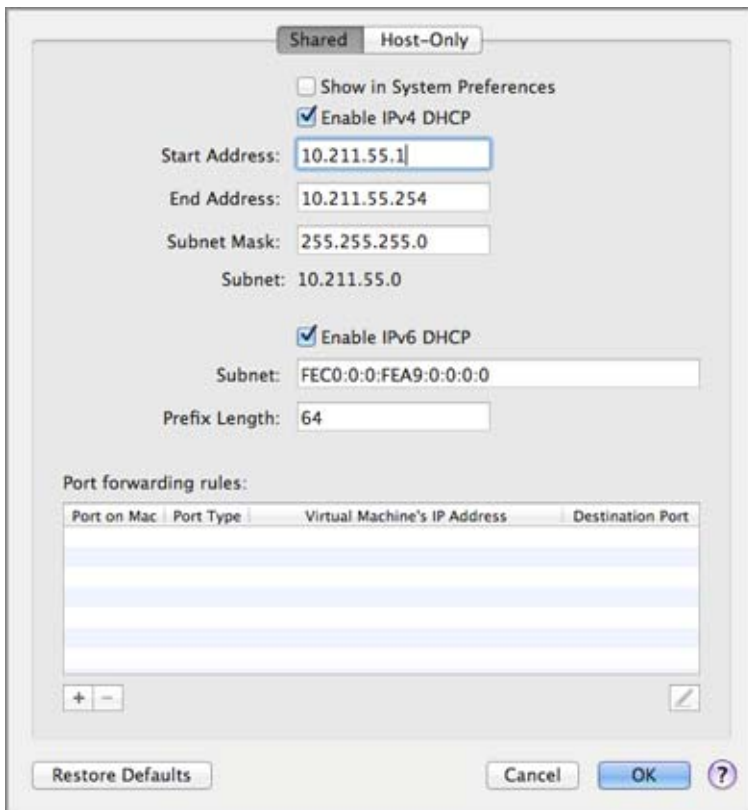 Shared Host-Only
Show in System Preferences
Enable IPv4 DHCP
Start Address: 10.211.55.1
End Address: 10.211.55.254
Subnet Mask: 255.255.255.0
Subnet: 10.211.55.0
Enable IPv6 DHCP
Subnet: FEC0:0:0:FEA9:0:0:0:0
Prefix Length: 64
Port forwarding rules:
Port on Mac Port Type Virtual Machine's IP Address Destination Port
+ −
Restore Defaults Cancel OK ?